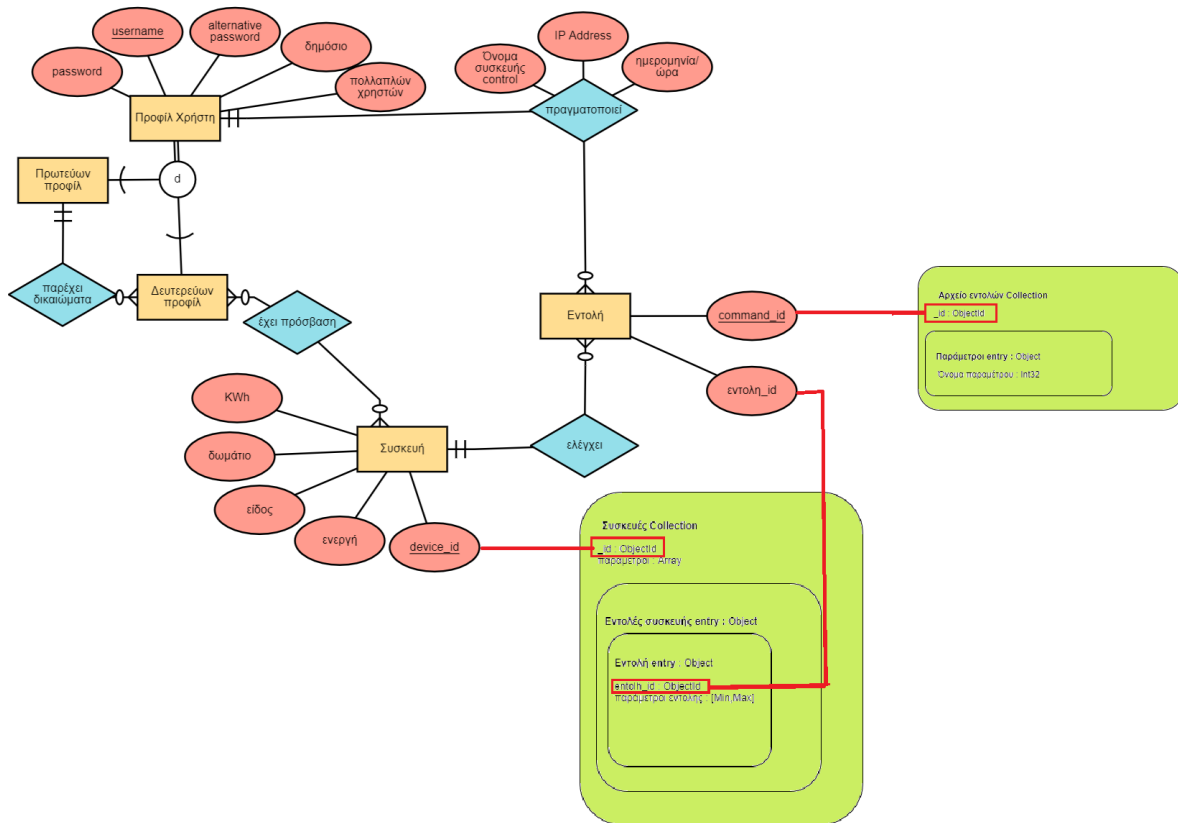 username
alternative
password
δημόσιο
password
πολλαπλών
χρηστών
Προφίλ Χρήστη
IP Address
Όνομα
συσκευής
control
ημερομηνία/
ώρα
πραγματοποιεί
Πρωτεύων
προφίλ
d
παρέχει
δικαιώματα
Δευτερεύων
προφίλ
έχει πρόσβαση
Εντολή
command_id
εντολη_id
Αρχείο εντολών Collection
_id : ObjectId
Παράμετροι entry : Object
Όνομα παραμέτρου : Int32
KWh
δωμάτιο
είδος
ενεργή
device_id
Συσκευή
ελέγχει
Συσκευές Collection
_id : ObjectId
παράμετροι : Array
Εντολές συσκευής entry : Object
Εντολή entry : Object
entolh_id : ObjectId
παράμετροι εντολής : [Min,Max]